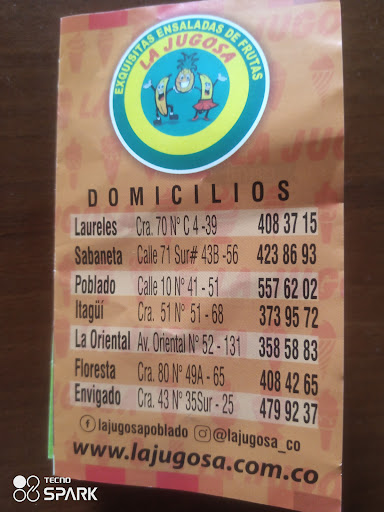 EXQUISITAS ENSALADAS DE FRUTAS
LA JUGOSA
DOMICILIOS
Laureles Cra. 70 N° C 4 -39 408 37 15
Sabaneta Calle 71 Sur# 43B -56 423 86 93
Poblado Calle 10 N° 41 - 51 557 62 02
Itagüí Cra. 51 N° 51 - 68 373 95 72
La Oriental Av. Oriental N° 52 - 131 358 58 83
Floresta Cra. 80 N° 49A - 65 408 42 65
Envigado Cra. 43 N° 35Sur - 25 479 92 37
lajugosapoblado @lajugosa_co
www.lajugosa.com.co
TECNO
SPARK